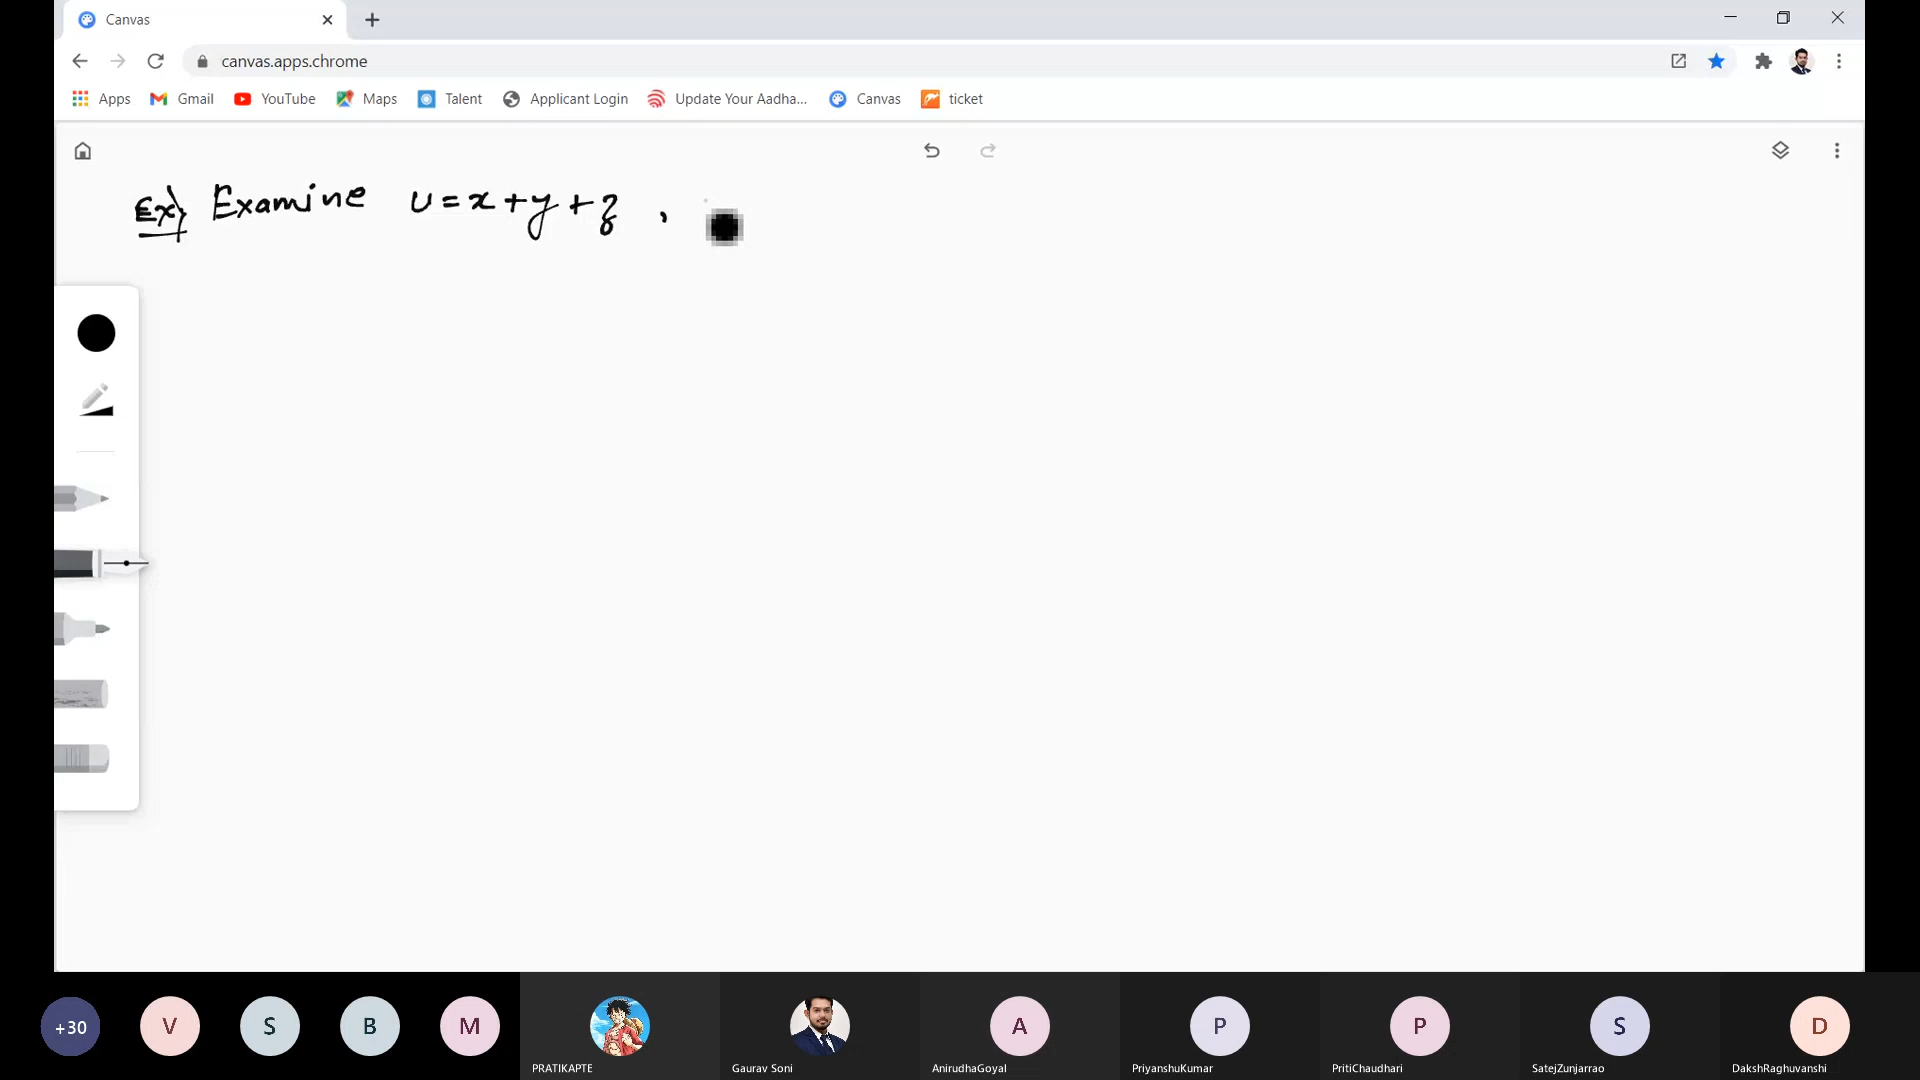 Canvas
canvas.apps.chrome
Apps Gmail YouTube Maps Talent Applicant Login Update Your Aadha... Canvas ticket
Ex) Examine u=x+y+z ,
+30 V S B M A P P S D
PRATIKAPTE Gaurav Soni AnirudhaGoyal PriyanshuKumar PritiChaudhari SatejZunjarrao DakshRaghuvanshi